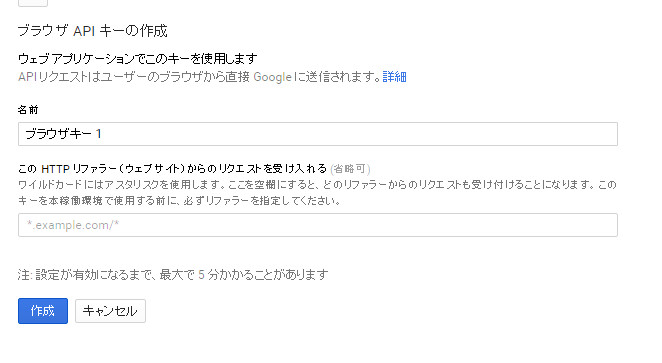 ブラウザ API キーの作成
ウェブ アプリケーションでこのキーを使用します
API リクエストはユーザーのブラウザから直接 Google に送信されます。詳細
名前
ブラウザキー 1
この HTTP リファラー（ウェブサイト）からのリクエストを受け入れる (省略可)
ワイルドカードにはアスタリスクを使用します。ここを空欄にすると、どのリファラーからのリクエストも受け付けることになります。この
キーを本稼働環境で使用する前に、必ずリファラーを指定してください。
*.example.com/*
注: 設定が有効になるまで、最大で 5 分かかることがあります
作成 キャンセル